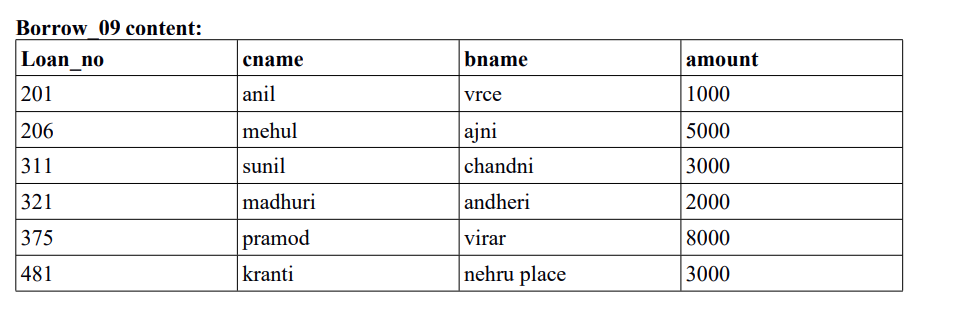 Borrow_09 content:
Loan_no cname bname amount
201 anil vrce 1000
206 mehul ajni 5000
311 sunil chandni 3000
321 madhuri andheri 2000
375 pramod virar 8000
481 kranti nehru place 3000